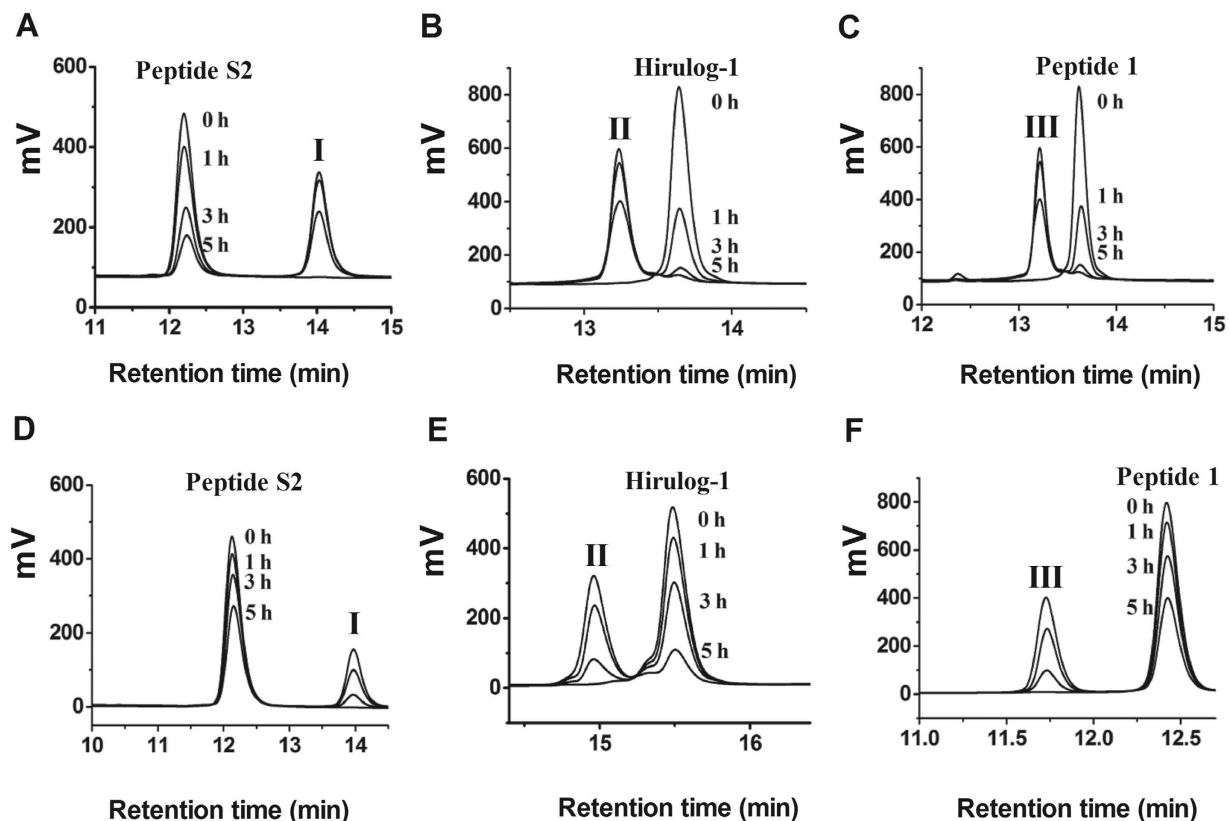 A
Peptide S2
600
400
200
0
mV
0 h
1 h
3 h
5 h
I
11 12 13 14 15
Retention time (min)
B
Hirulog-1
800
600
400
200
0
mV
II
0 h
1 h
3 h
5 h
13 14
Retention time (min)
C
Peptide 1
800
600
400
200
0
mV
III
0 h
1 h
3 h
5 h
12 13 14 15
Retention time (min)
D
Peptide S2
600
400
200
0
mV
0 h
1 h
3 h
5 h
I
10 11 12 13 14
Retention time (min)
E
Hirulog-1
600
400
200
0
mV
II
0 h
1 h
3 h
5 h
15 16
Retention time (min)
F
Peptide 1
800
600
400
200
0
mV
III
0 h
1 h
3 h
5 h
11.0 11.5 12.0 12.5
Retention time (min)